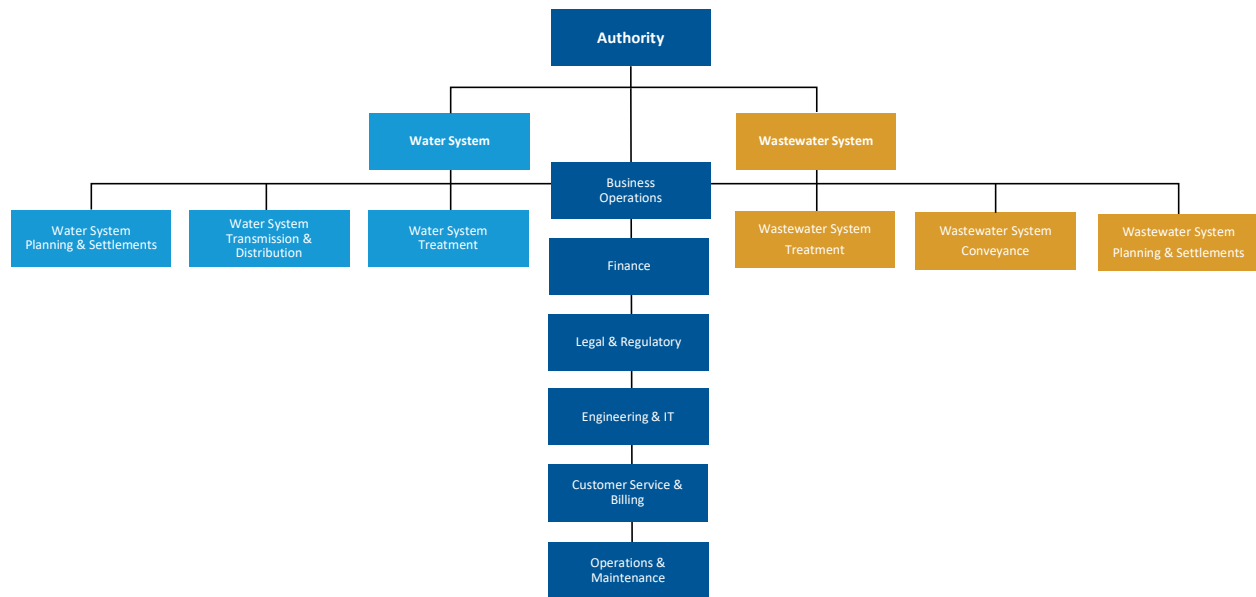 Authority
Water System
Wastewater System
Business
Operations
Water System
Planning & Settlements
Water System
Transmission &
Distribution
Water System
Treatment
Wastewater System
Treatment
Wastewater System
Conveyance
Wastewater System
Planning & Settlements
Finance
Legal & Regulatory
Engineering & IT
Customer Service &
Billing
Operations &
Maintenance